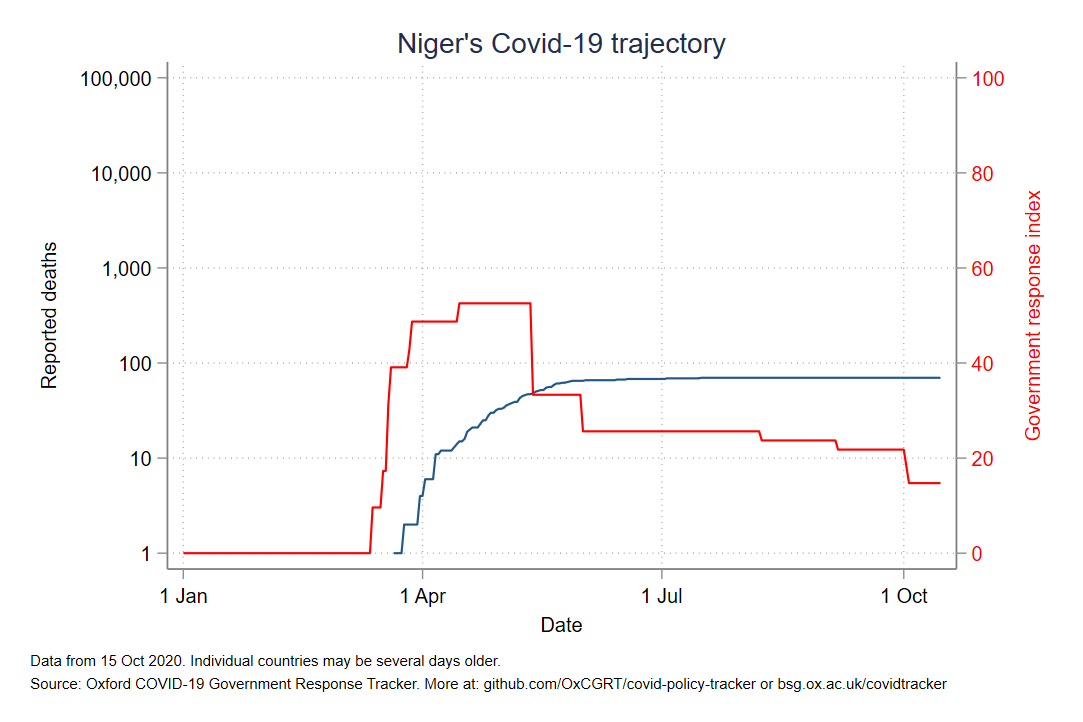 Niger's Covid-19 trajectory
100,000
10,000
1,000
100
10
1
Reported deaths
100
80
60
40
20
0
Government response index
1 Jan
1 Apr
1 Jul
1 Oct
Date
Data from 15 Oct 2020. Individual countries may be several days older.
Source: Oxford COVID-19 Government Response Tracker. More at: github.com/OxCGRT/covid-policy-tracker or bsg.ox.ac.uk/covidtracker